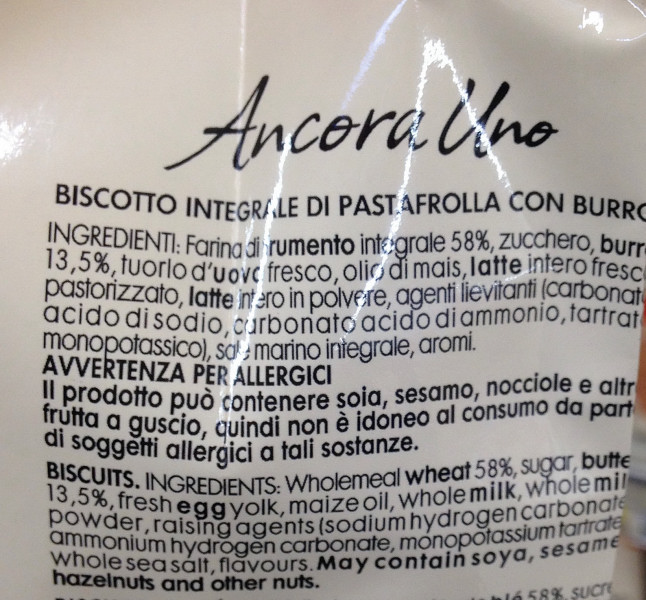 Ancora Uno
BISCOTTO INTEGRALE DI PASTAFROLLA CON BURRO
INGREDIENTI: Farina di frumento integrale 58%, zucchero, burr
13,5%, tuorlo d'uovo fresco, olio di mais, latte intero fresc
pastorizzato, latte intero in polvere, agenti lievitanti (carbonat
acido di sodio, carbonato acido di ammonio, tartrat
monopotassico), sale marino integrale, aromi.
AVVERTENZA PER ALLERGICI
Il prodotto può contenere soia, sesamo, nocciole e altr
frutta a guscio, quindi non è idoneo al consumo da part
di soggetti allergici a tali sostanze.
BISCUITS. INGREDIENTS: Wholemeal wheat 58%, sugar, butte
13,5%, fresh egg yolk, maize oil, whole milk, whole mil
powder, raising agents (sodium hydrogen carbonate
ammonium hydrogen carbonate, monopotassium tartrate
whole sea salt, flavours. May contain soya, sesame
hazelnuts and other nuts.
blé 58%, sucre